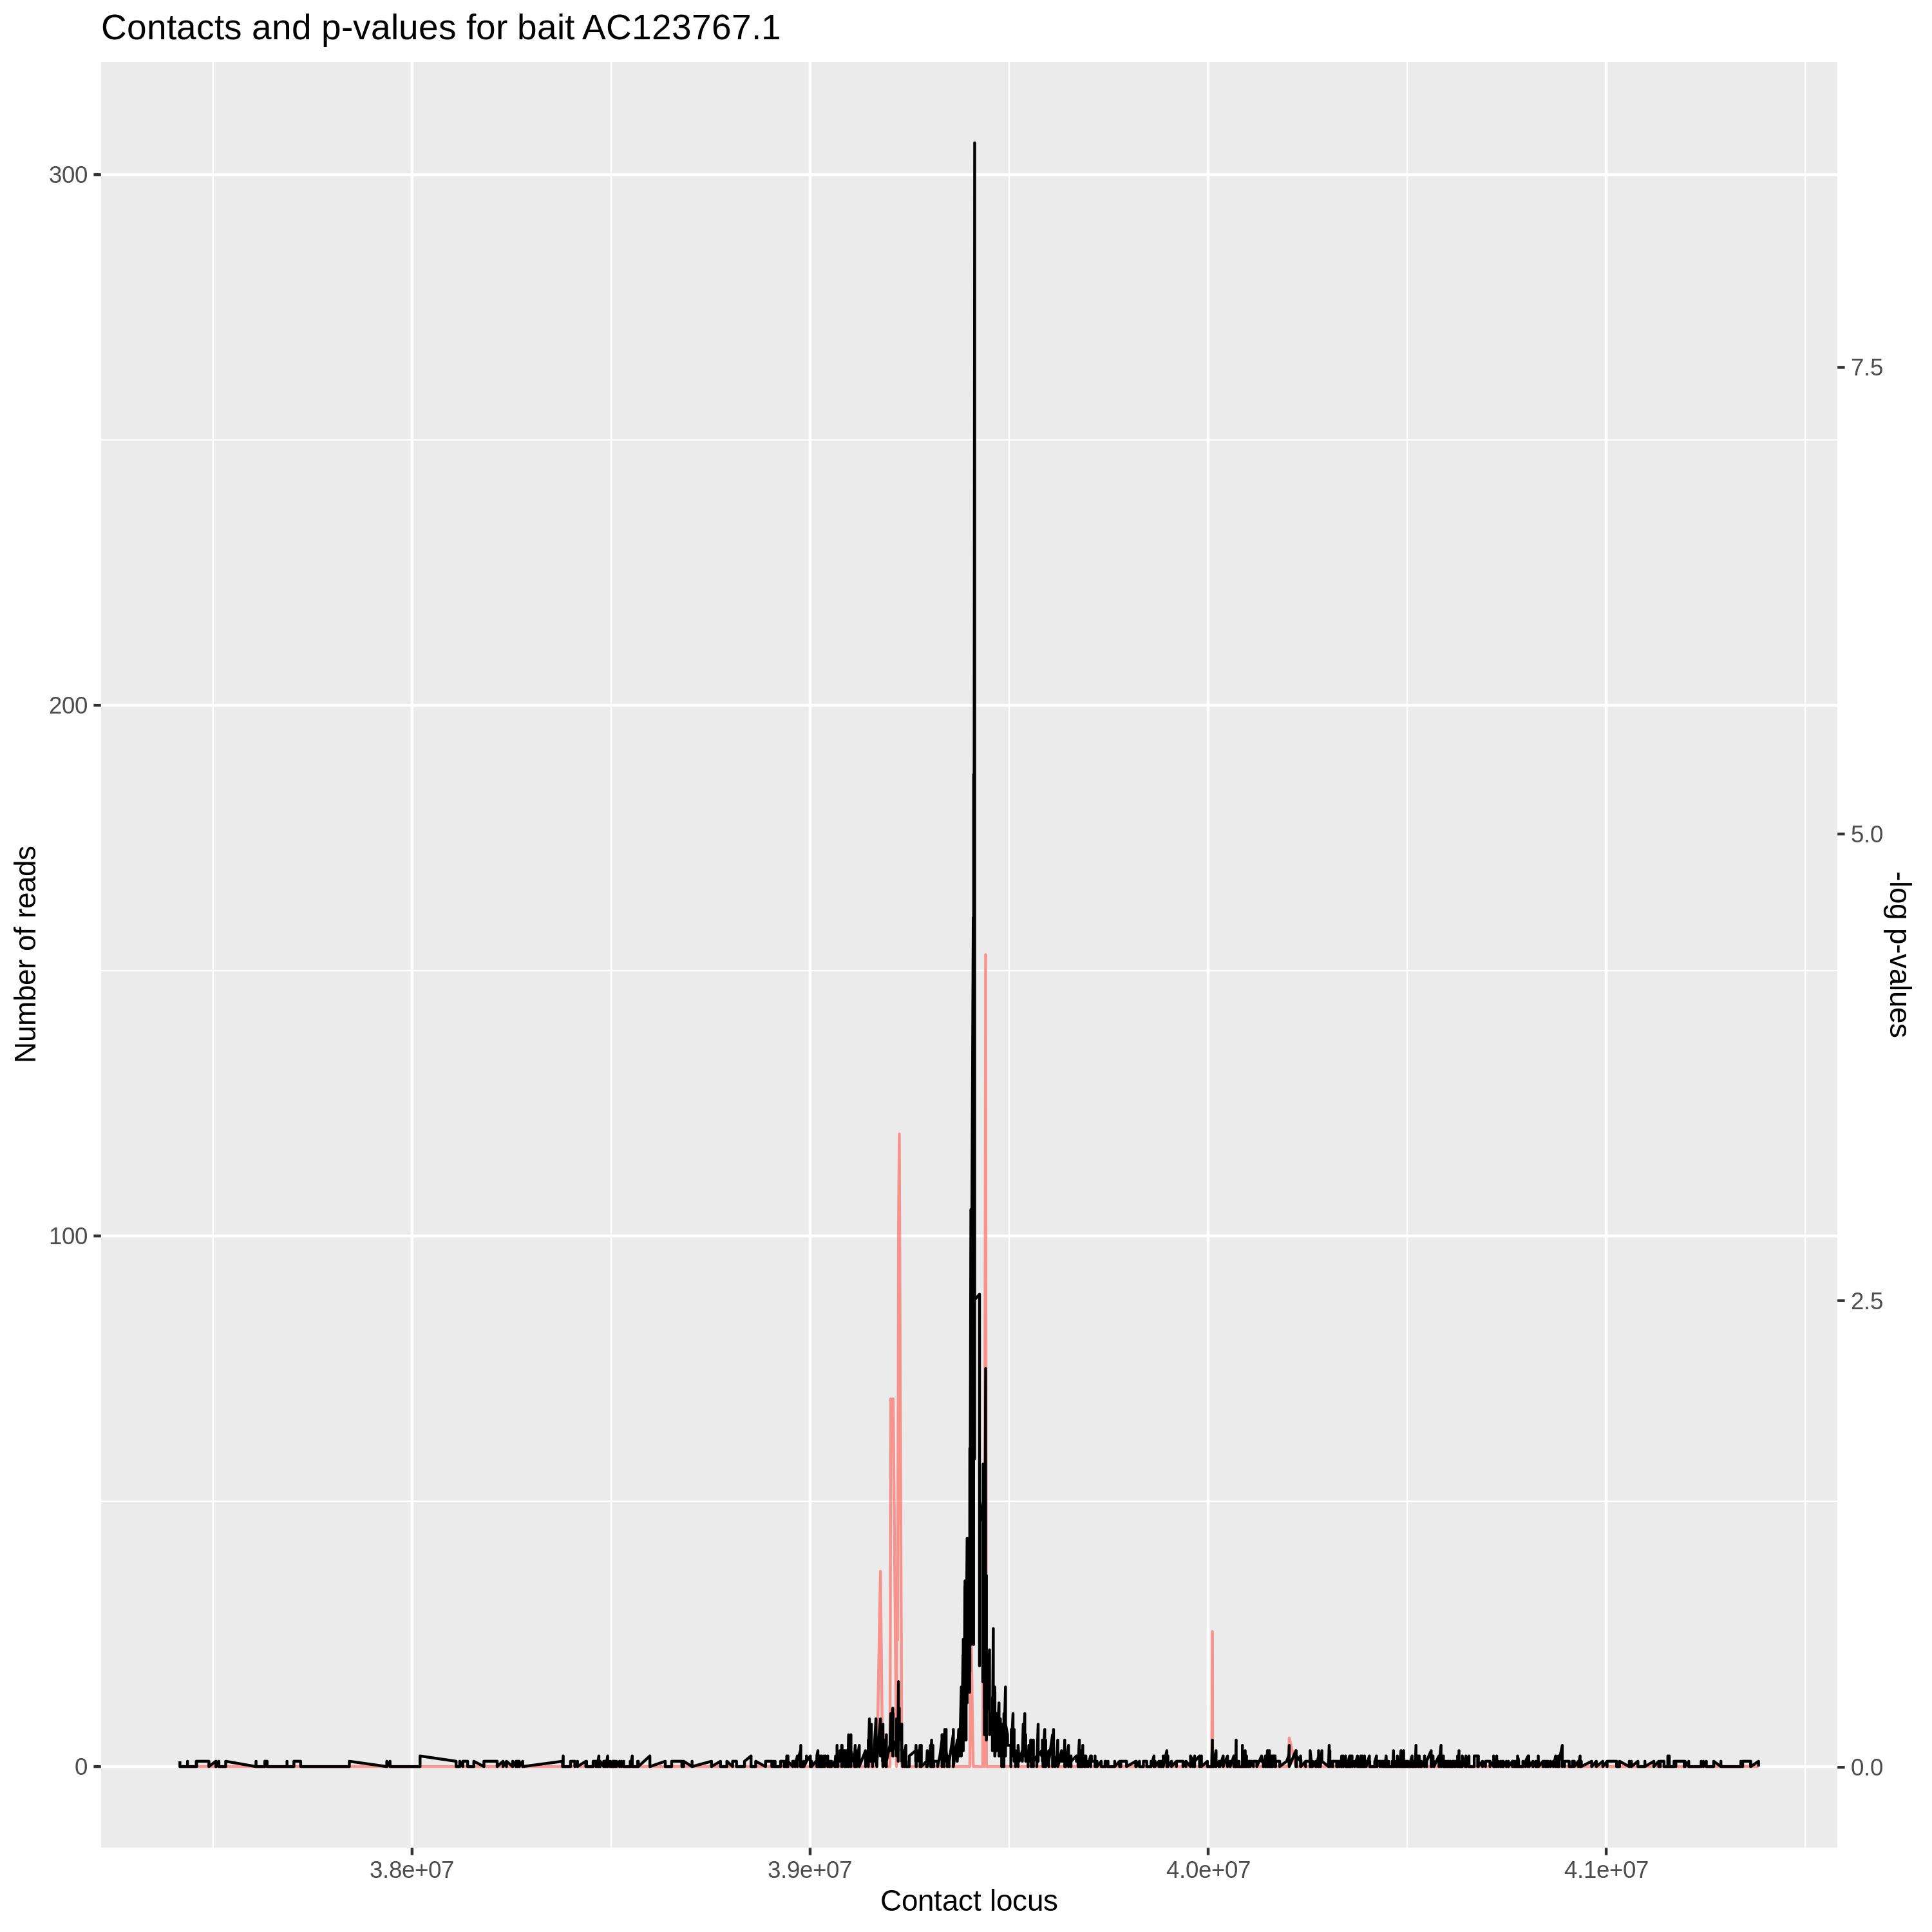 Contacts and p-values for bait AC123767.1
300
200
100
0
7.5
5.0
2.5
0.0
Number of reads
-log p-values
3.8e+07
3.9e+07
4.0e+07
4.1e+07
Contact locus